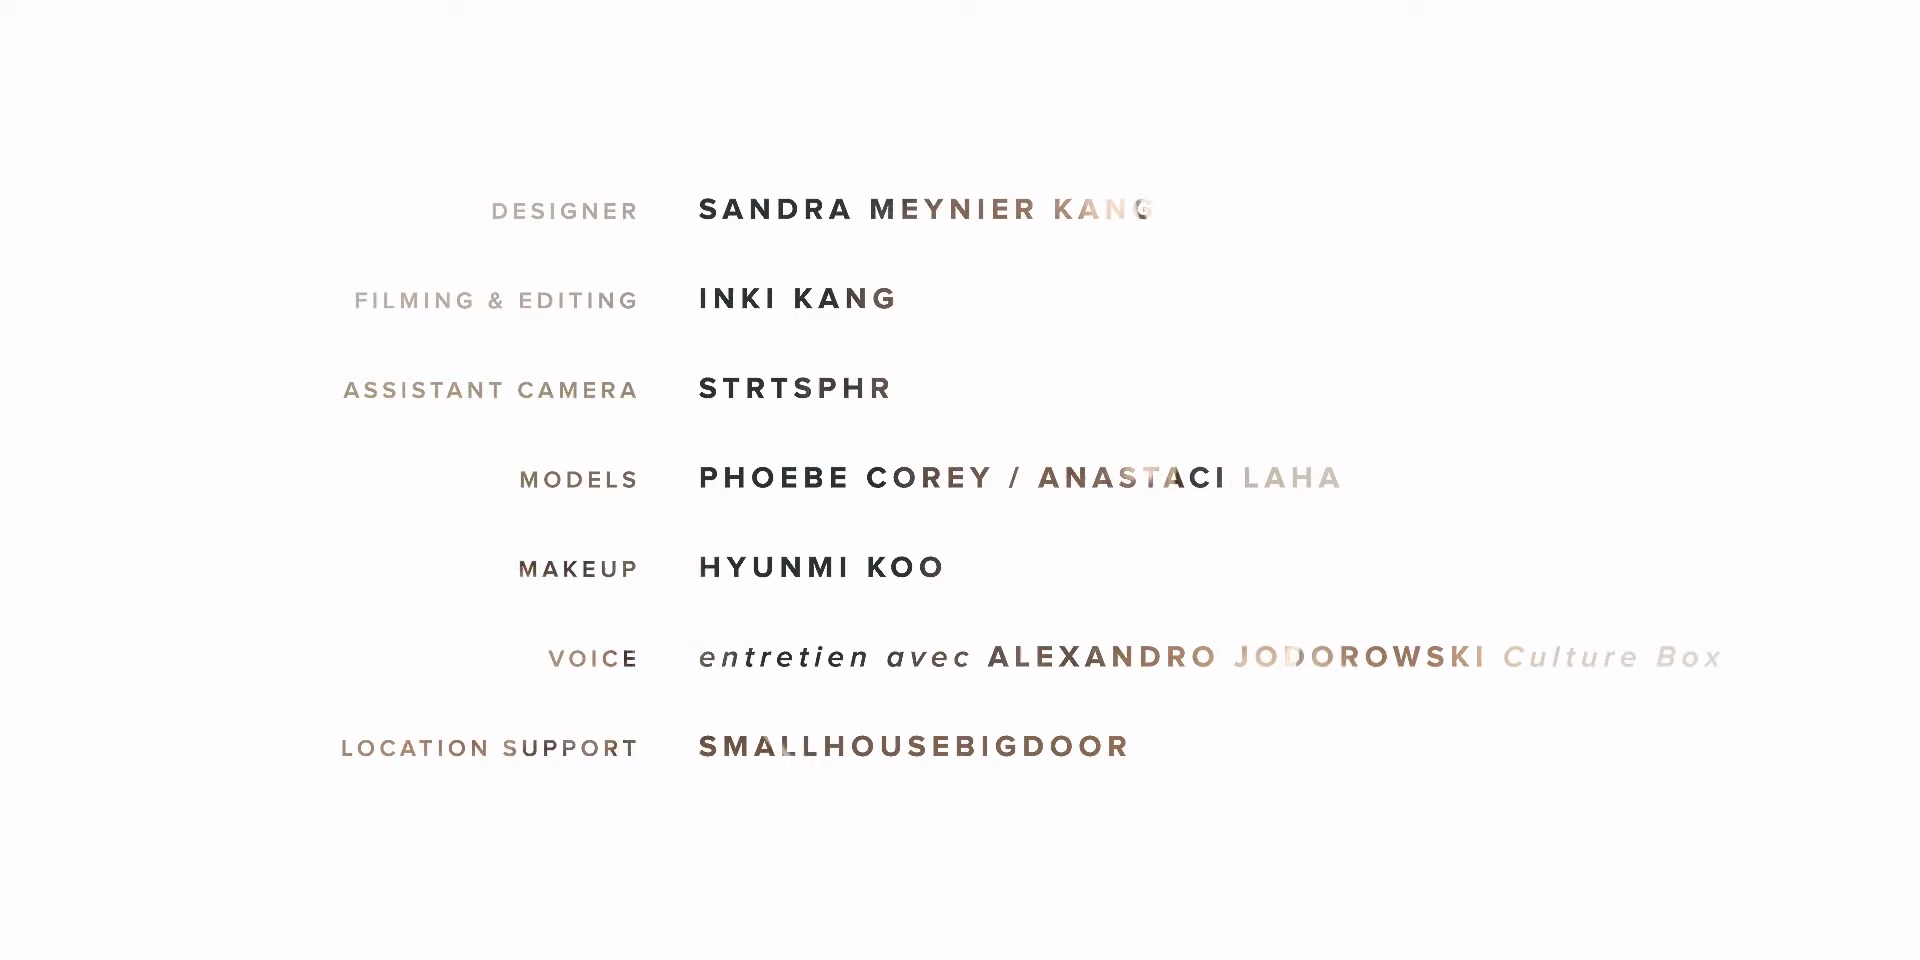 DESIGNER SANDRA MEYNIER KANG
FILMING & EDITING INKI KANG
ASSISTANT CAMERA STRTSPHR
MODELS PHOEBE COREY / ANASTACI LAHA
MAKEUP HYUNMI KOO
VOICE entretien avec ALEXANDRO JODOROWSKI Culture Box
LOCATION SUPPORT SMALLHOUSEBIGDOOR